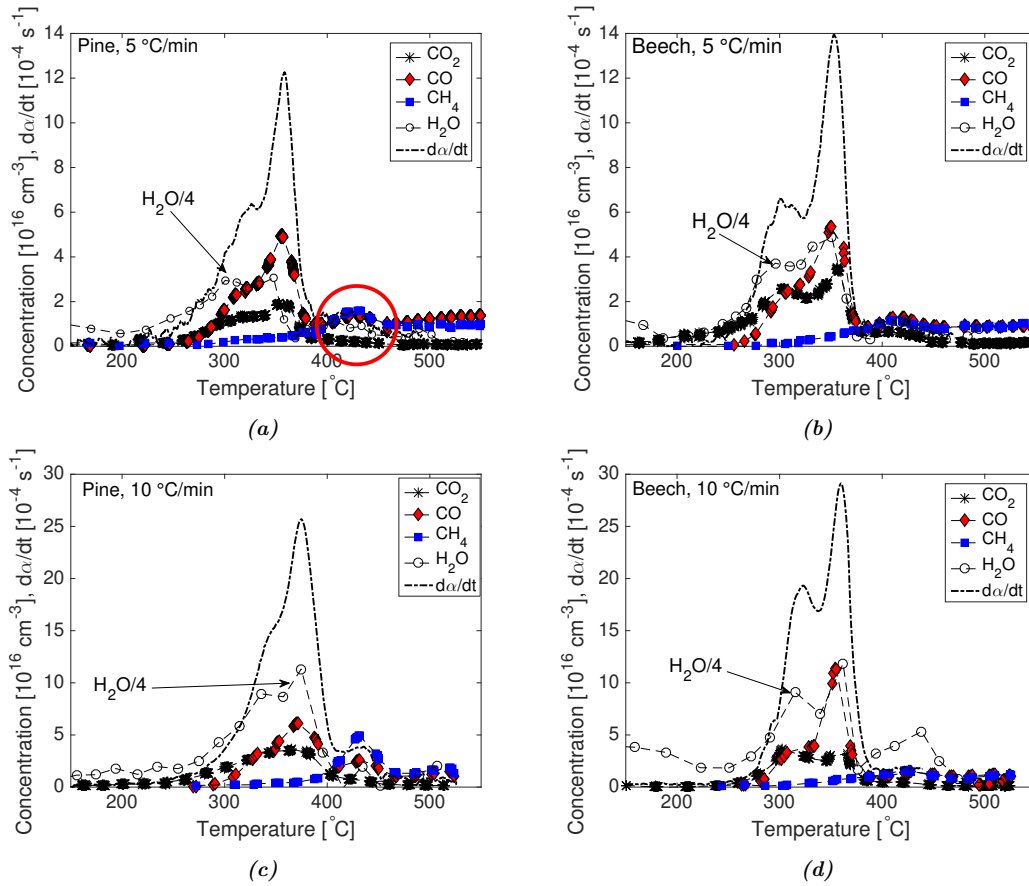 Pine, 5 °C/min
CO2
CO
CH4
H2O
dα/dt
H2O/4
Concentration [10^16 cm^-3], dα/dt [10^-4 s^-1]
0
2
4
6
8
10
12
14
200
300
400
500
Temperature [°C]
(a)
Beech, 5 °C/min
CO2
CO
CH4
H2O
dα/dt
H2O/4
Concentration [10^16 cm^-3], dα/dt [10^-4 s^-1]
0
2
4
6
8
10
12
14
200
300
400
500
Temperature [°C]
(b)
Pine, 10 °C/min
CO2
CO
CH4
H2O
dα/dt
H2O/4
Concentration [10^16 cm^-3], dα/dt [10^-4 s^-1]
0
5
10
15
20
25
30
200
300
400
500
Temperature [°C]
(c)
Beech, 10 °C/min
CO2
CO
CH4
H2O
dα/dt
H2O/4
Concentration [10^16 cm^-3], dα/dt [10^-4 s^-1]
0
5
10
15
20
25
30
200
300
400
500
Temperature [°C]
(d)